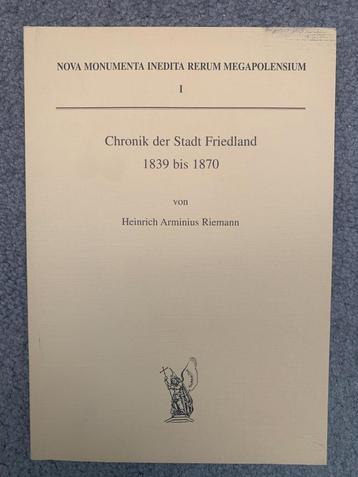 NOVA MONUMENTA INEDITA RERUM MEGAPOLENSIUM
I
Chronik der Stadt Friedland
1839 bis 1870
von
Heinrich Arminius Riemann